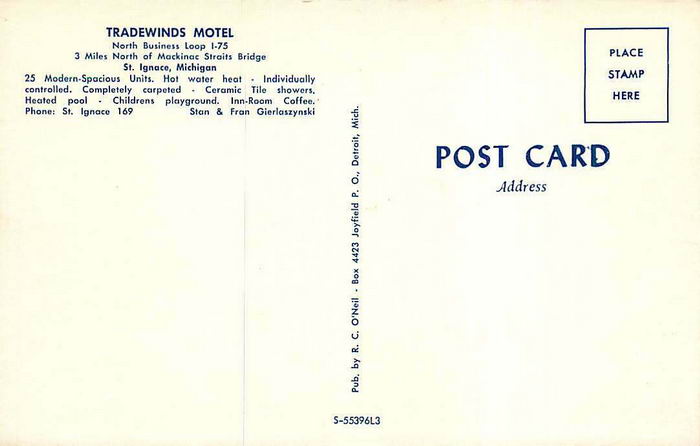 TRADEWINDS MOTEL
North Business Loop I-75
3 Miles North of Mackinac Straits Bridge
St. Ignace, Michigan
25 Modern-Spacious Units. Hot water heat - Individually
controlled. Completely carpeted - Ceramic Tile showers.
Heated pool - Childrens playground. Inn-Room Coffee.
Phone: St. Ignace 169 Stan & Fran Gierlaszynski
Pub. by R. C. O'Neil - Box 4423 Joyfield P. O., Detroit, Mich.
S-55396L3
PLACE
STAMP
HERE
POST CARD
Address